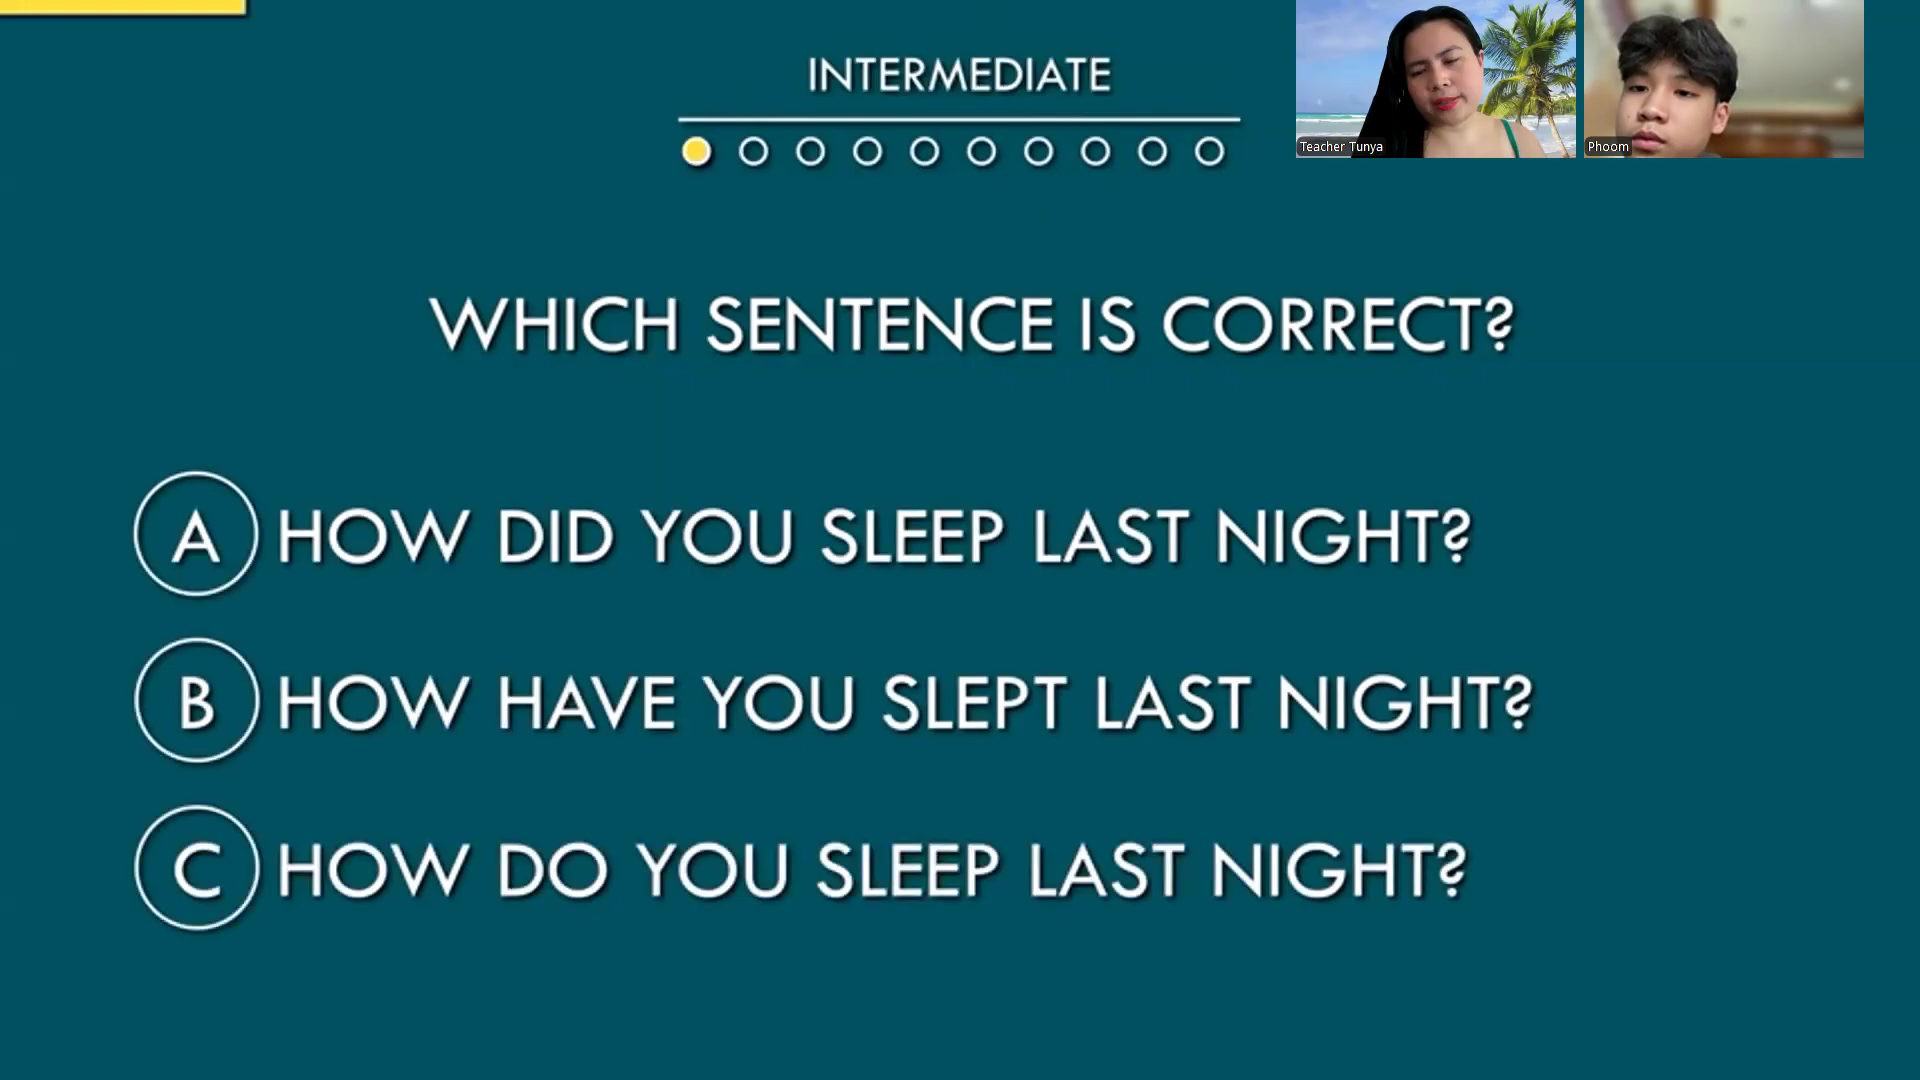 INTERMEDIATE
Teacher Tunya
Phoom
WHICH SENTENCE IS CORRECT?
A HOW DID YOU SLEEP LAST NIGHT?
B HOW HAVE YOU SLEPT LAST NIGHT?
C HOW DO YOU SLEEP LAST NIGHT?